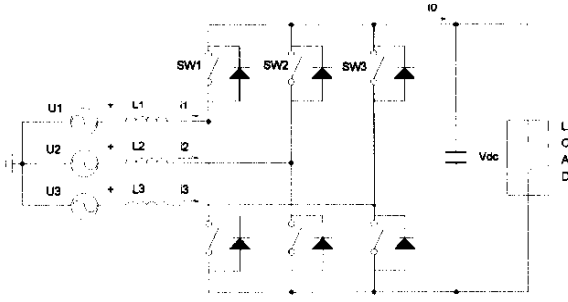 I0
+
SW1 SW2 SW3
U1 + L1 i1
U2 + L2 i2
U3 + L3 i3
Vdc
L
O
A
D